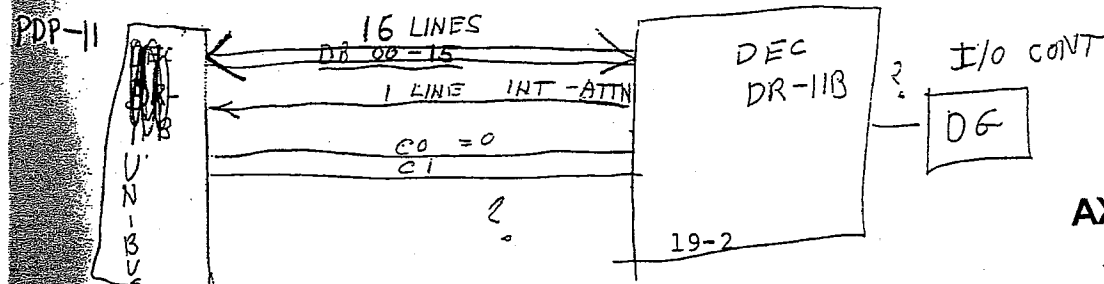 PDP-11
16 LINES
DB 00-15
1 LINE INT-ATTN
C0 = 0
C1
?
UNIBUS
DEC
DR-11B
19-2
?
I/O CONT
DG
AX